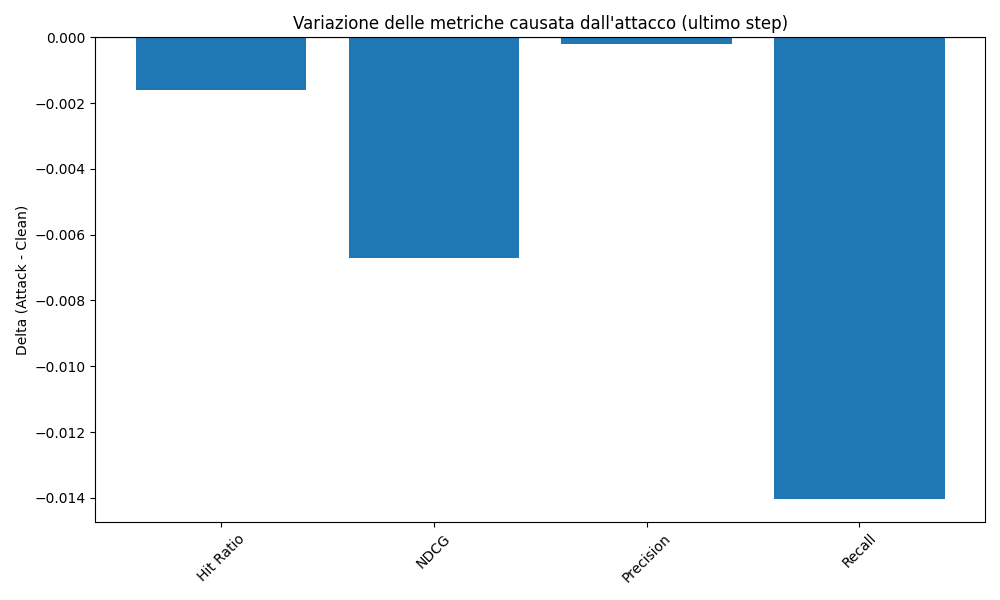 Variazione delle metriche causata dall'attacco (ultimo step)
Delta (Attack - Clean)
0.000
−0.002
−0.004
−0.006
−0.008
−0.010
−0.012
−0.014
Hit Ratio
NDCG
Precision
Recall